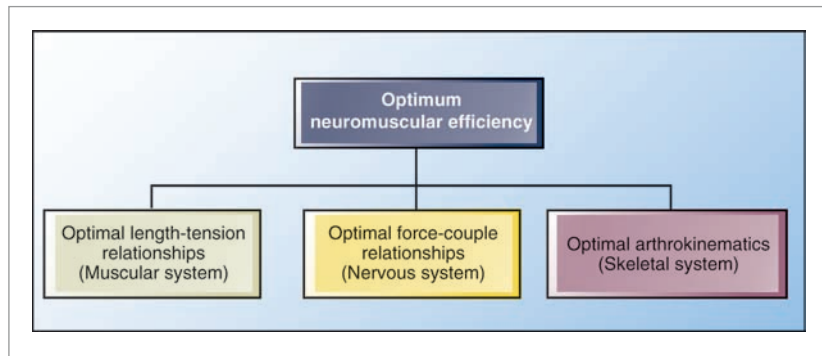 Optimum
neuromuscular efficiency
Optimal length-tension
relationships
(Muscular system)
Optimal force-couple
relationships
(Nervous system)
Optimal arthrokinematics
(Skeletal system)